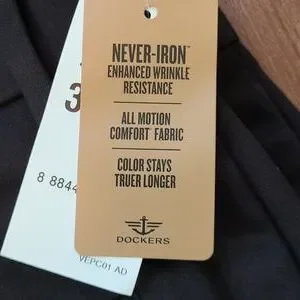 NEVER-IRON™
ENHANCED WRINKLE
RESISTANCE
ALL MOTION
COMFORT FABRIC
COLOR STAYS
TRUER LONGER
DOCKERS
3
8 8844
VEPC01 AD